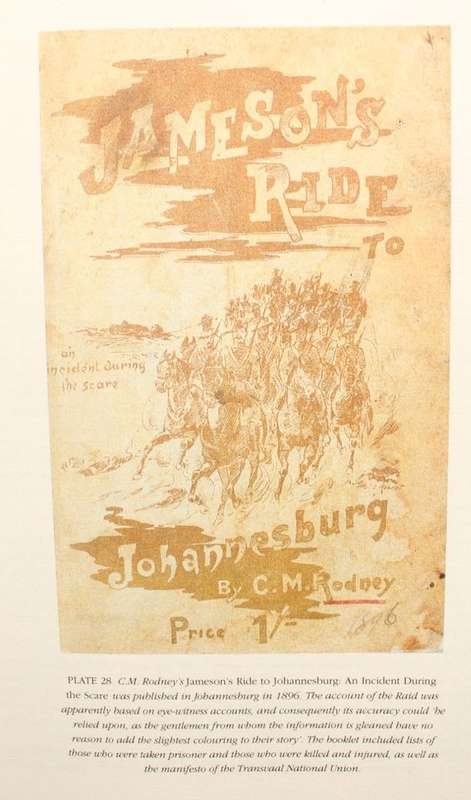 JAMESON'S
RIDE
TO
an
incident during
the scare
Johannesburg
By C.M. Rodney
Price 1/-
1896
PLATE 28 C.M. Rodney's Jameson's Ride to Johannesburg: An Incident During
the Scare was published in Johannesburg in 1896. The account of the Raid was
apparently based on eye-witness accounts, and consequently its accuracy could 'be
relied upon, as the gentlemen from whom the information is gleaned have no
reason to add the slightest colouring to their story'. The booklet included lists of
those who were taken prisoner and those who were killed and injured, as well as
the manifesto of the Transvaal National Union.